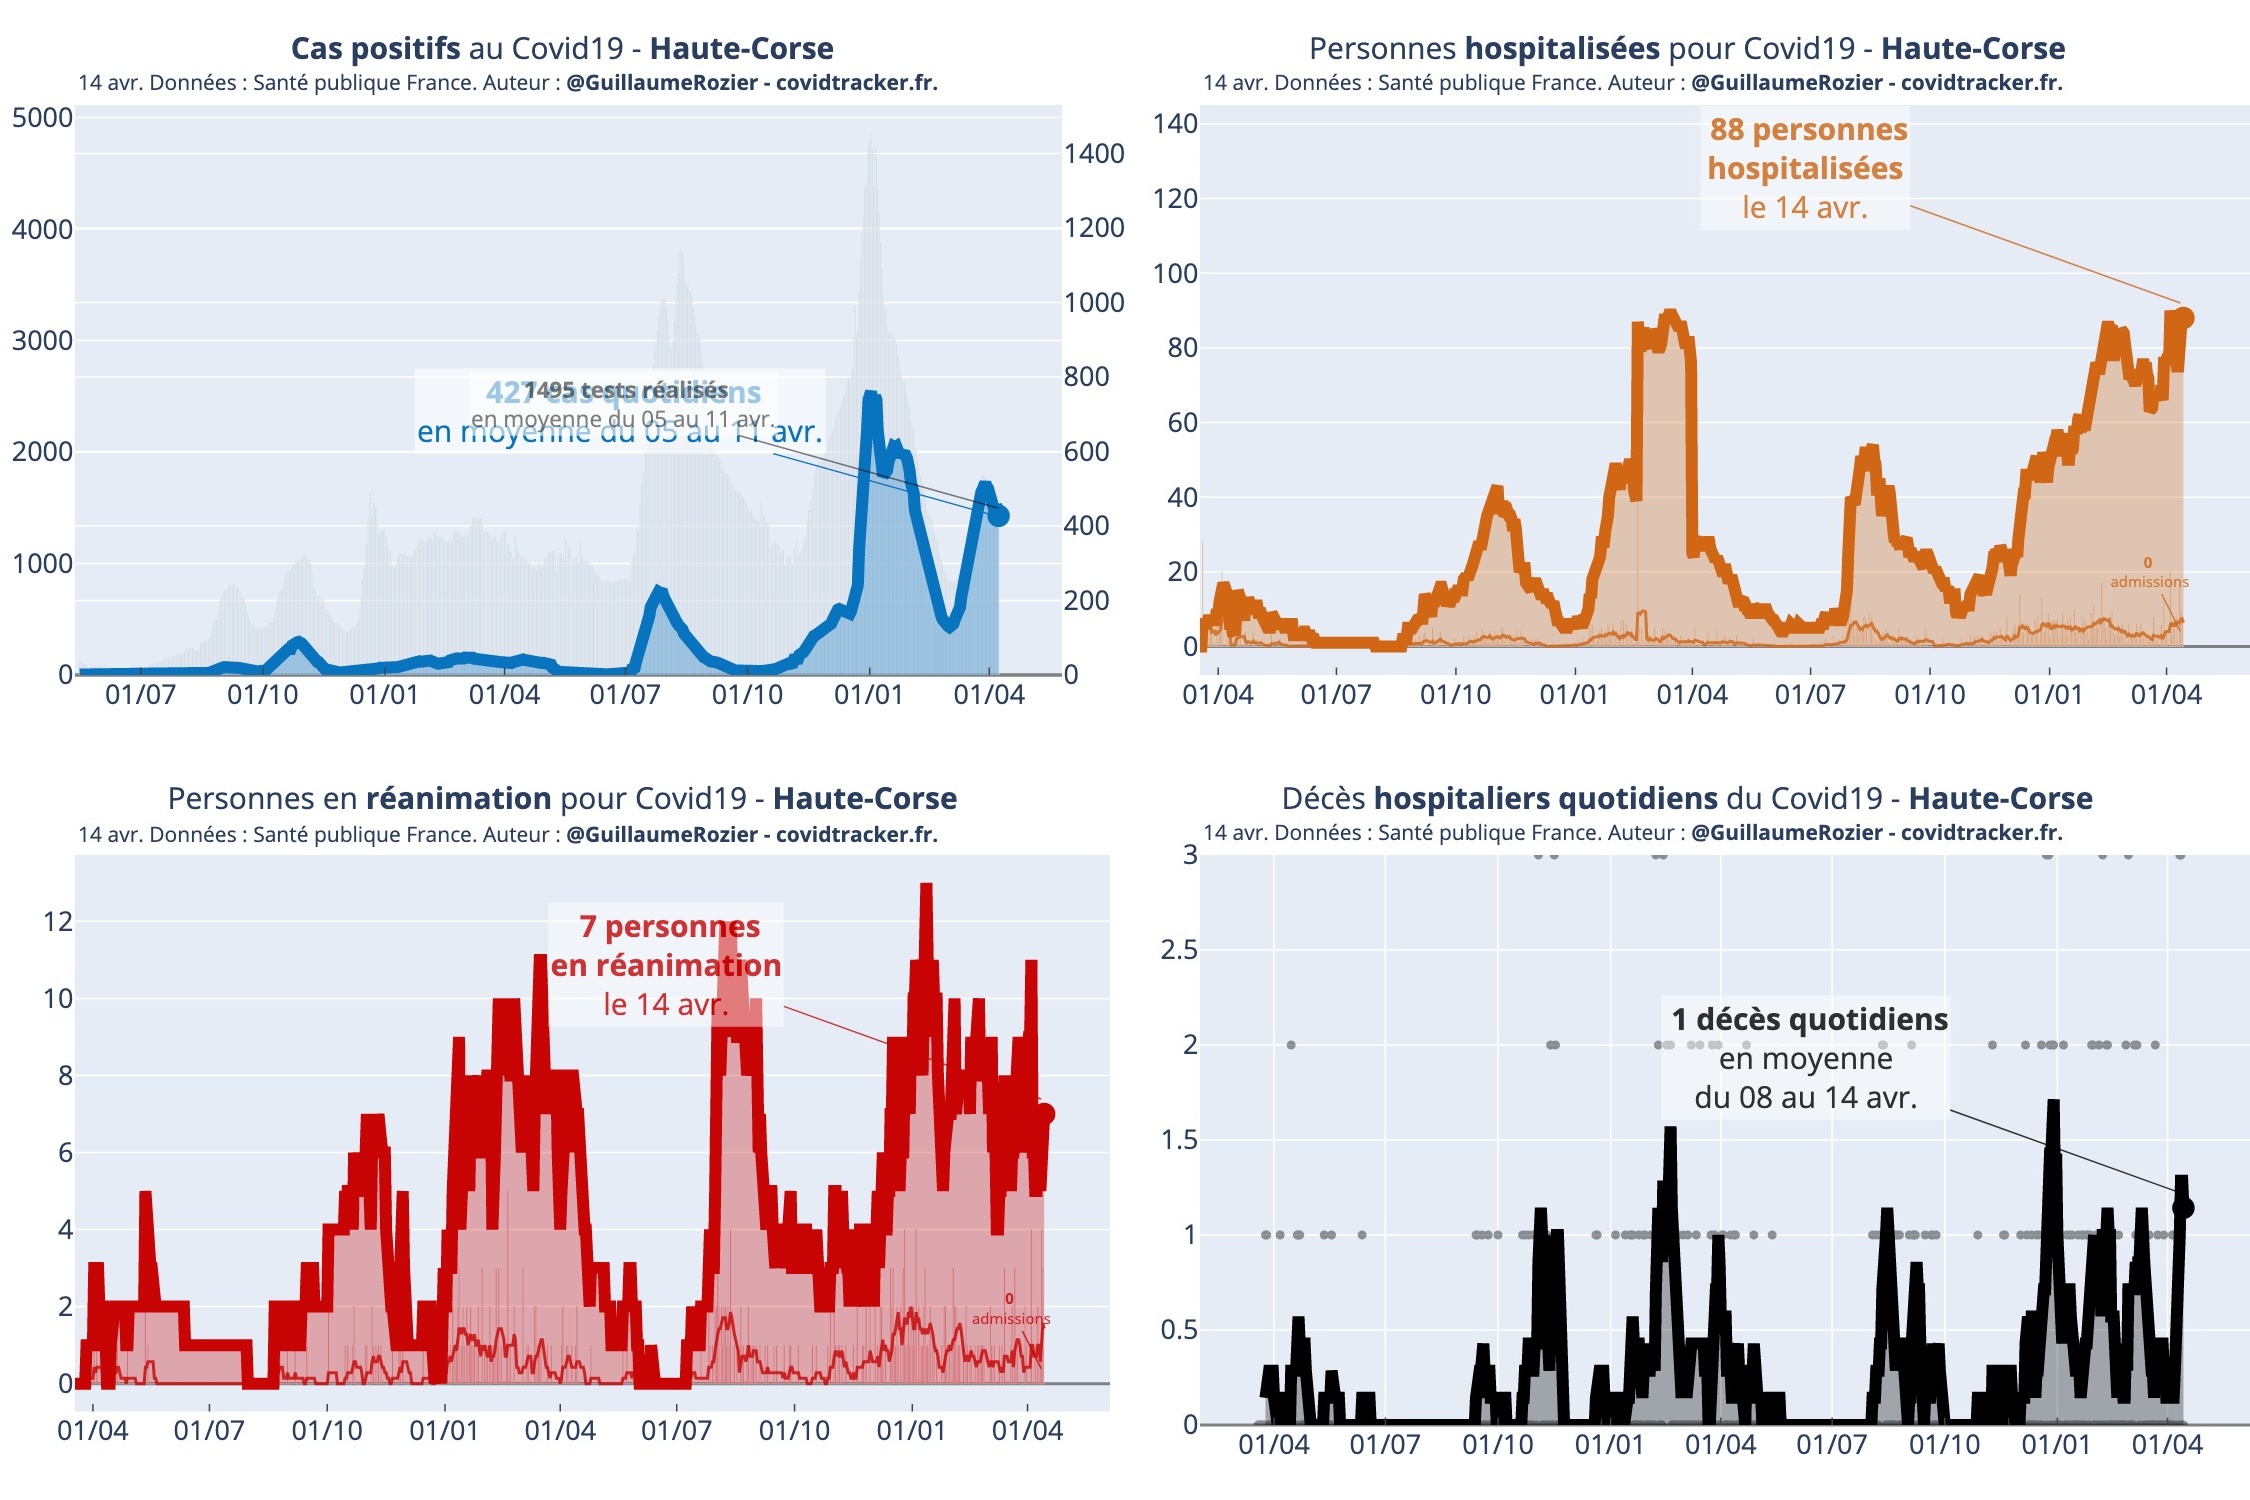 Cas positifs au Covid19 - Haute-Corse
14 avr. Données : Santé publique France. Auteur : @GuillaumeRozier - covidtracker.fr.
5000
4000
3000
2000
1000
0
1400
1200
1000
800
600
400
200
0
427 cas quotidiens
en moyenne du 05 au 11 avr.
1495 tests réalisés
en moyenne du 05 au 11 avr.
01/07 01/10 01/01 01/04 01/07 01/10 01/01 01/04
Personnes hospitalisées pour Covid19 - Haute-Corse
14 avr. Données : Santé publique France. Auteur : @GuillaumeRozier - covidtracker.fr.
140
120
100
80
60
40
20
0
88 personnes
hospitalisées
le 14 avr.
0
admissions
01/04 01/07 01/10 01/01 01/04 01/07 01/10 01/01 01/04
Personnes en réanimation pour Covid19 - Haute-Corse
14 avr. Données : Santé publique France. Auteur : @GuillaumeRozier - covidtracker.fr.
12
10
8
6
4
2
0
7 personnes
en réanimation
le 14 avr.
0
admissions
01/04 01/07 01/10 01/01 01/04 01/07 01/10 01/01 01/04
Décès hospitaliers quotidiens du Covid19 - Haute-Corse
14 avr. Données : Santé publique France. Auteur : @GuillaumeRozier - covidtracker.fr.
3
2.5
2
1.5
1
0.5
0
1 décès quotidiens
en moyenne
du 08 au 14 avr.
01/04 01/07 01/10 01/01 01/04 01/07 01/10 01/01 01/04